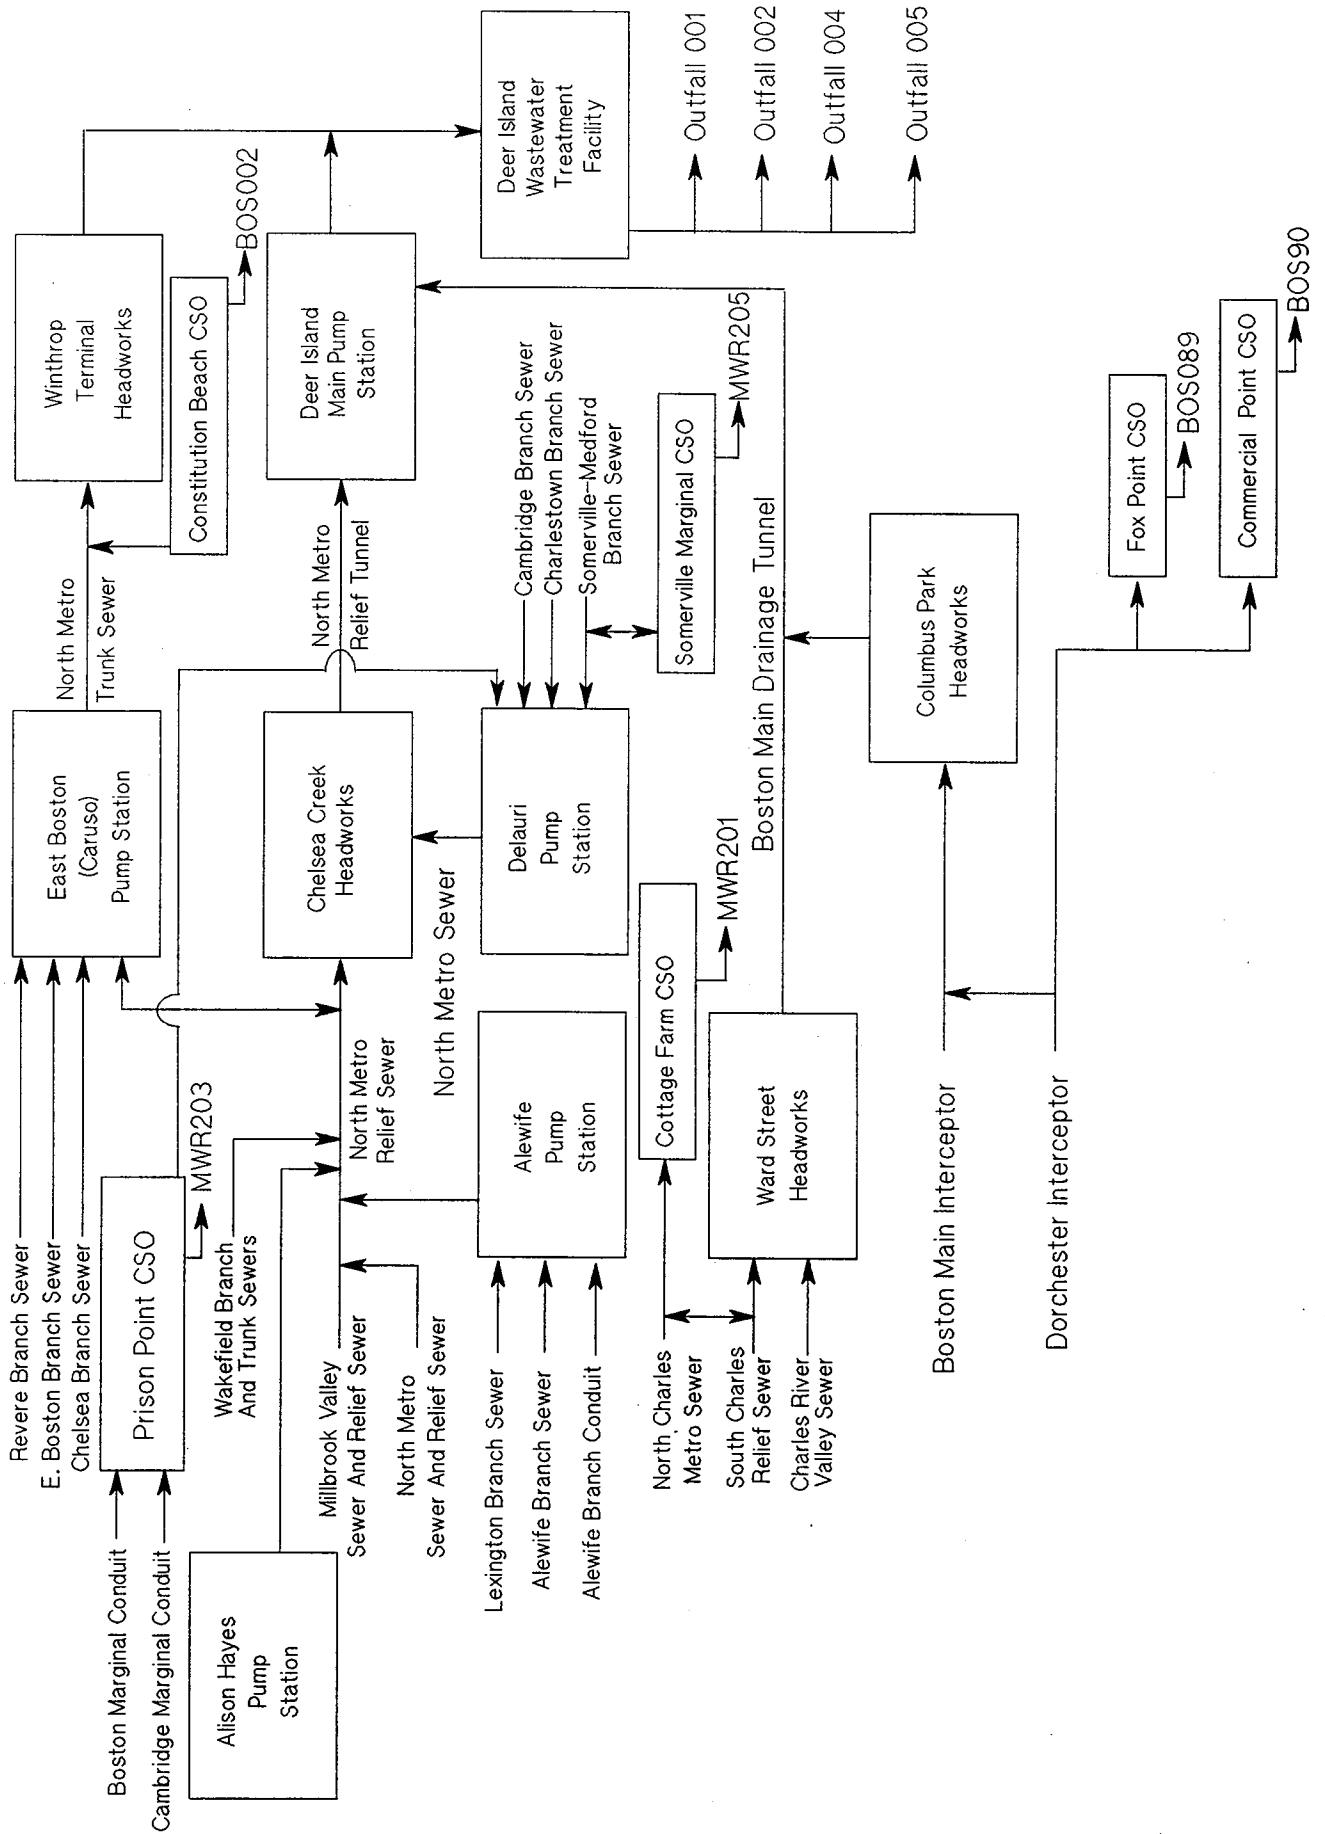 Revere Branch Sewer
E. Boston Branch Sewer
Chelsea Branch Sewer
East Boston
(Caruso)
Pump Station
North Metro
Trunk Sewer
Winthrop
Terminal
Headworks
Boston Marginal Conduit
Cambridge Marginal Conduit
Prison Point CSO
MWR203
Constitution Beach CSO
BOS002
Alison Hayes
Pump
Station
Wakefield Branch
And Trunk Sewers
Millbrook Valley
Sewer And Relief Sewer
North Metro
Sewer And Relief Sewer
North Metro
Relief Sewer
Chelsea Creek
Headworks
North Metro
Relief Tunnel
Deer Island
Main Pump
Station
North Metro Sewer
Lexington Branch Sewer
Alewife Branch Sewer
Alewife Branch Conduit
Alewife
Pump
Station
Delauri
Pump
Station
Cambridge Branch Sewer
Charlestown Branch Sewer
Somerville-Medford
Branch Sewer
Deer Island
Wastewater
Treatment
Facility
Somerville Marginal CSO
MWR205
Outfall 001
Outfall 002
Outfall 004
Outfall 005
North Charles
Metro Sewer
South Charles
Relief Sewer
Charles River
Valley Sewer
Cottage Farm CSO
MWR201
Ward Street
Headworks
Boston Main Drainage Tunnel
Columbus Park
Headworks
Boston Main Interceptor
Dorchester Interceptor
Fox Point CSO
BOS089
Commercial Point CSO
BOS90